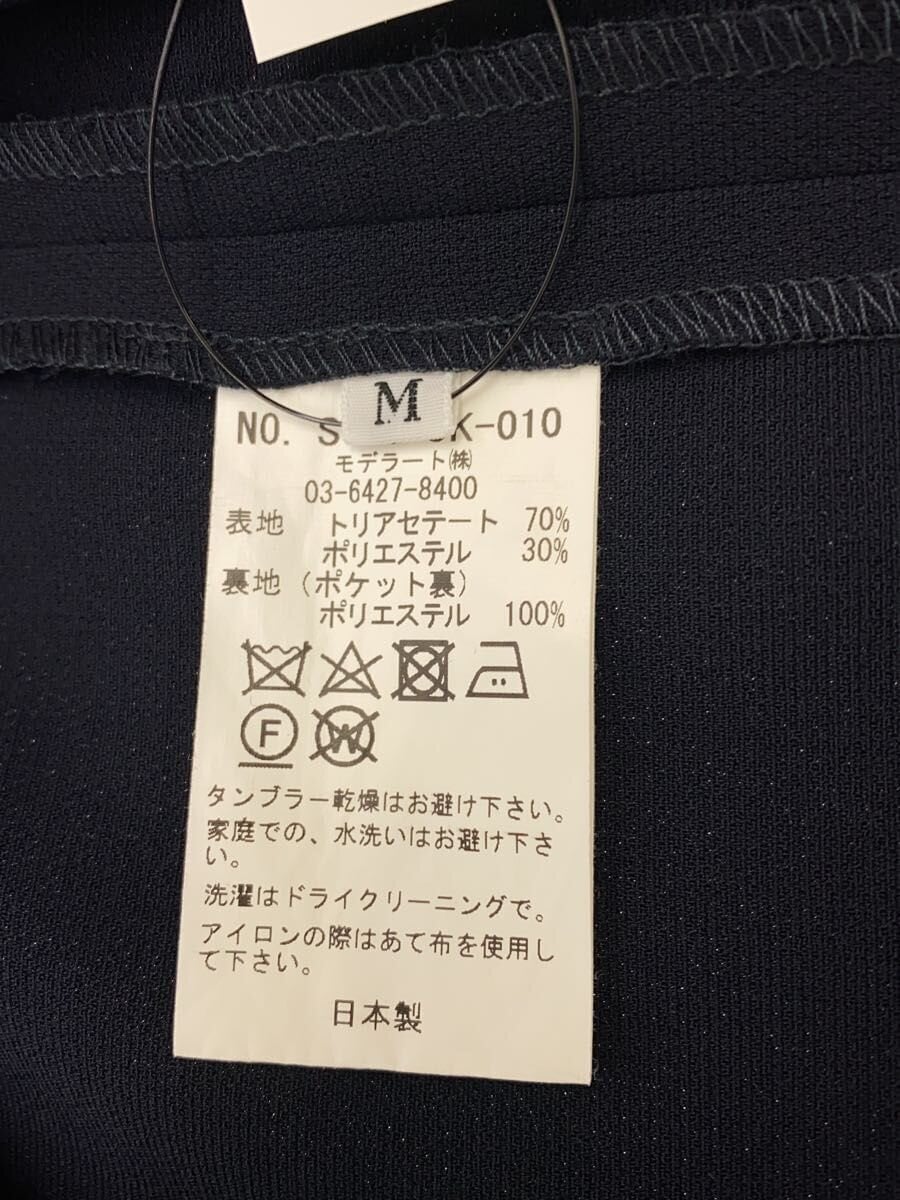 M
NO. S K-010
モデラート㈱
03-6427-8400
表地 トリアセテート 70%
ポリエステル 30%
裏地(ポケット裏)
ポリエステル 100%
F
W
タンブラー乾燥はお避け下さい。
家庭での、水洗いはお避け下さ
い。
洗濯はドライクリーニングで。
アイロンの際はあて布を使用し
て下さい。
日本製